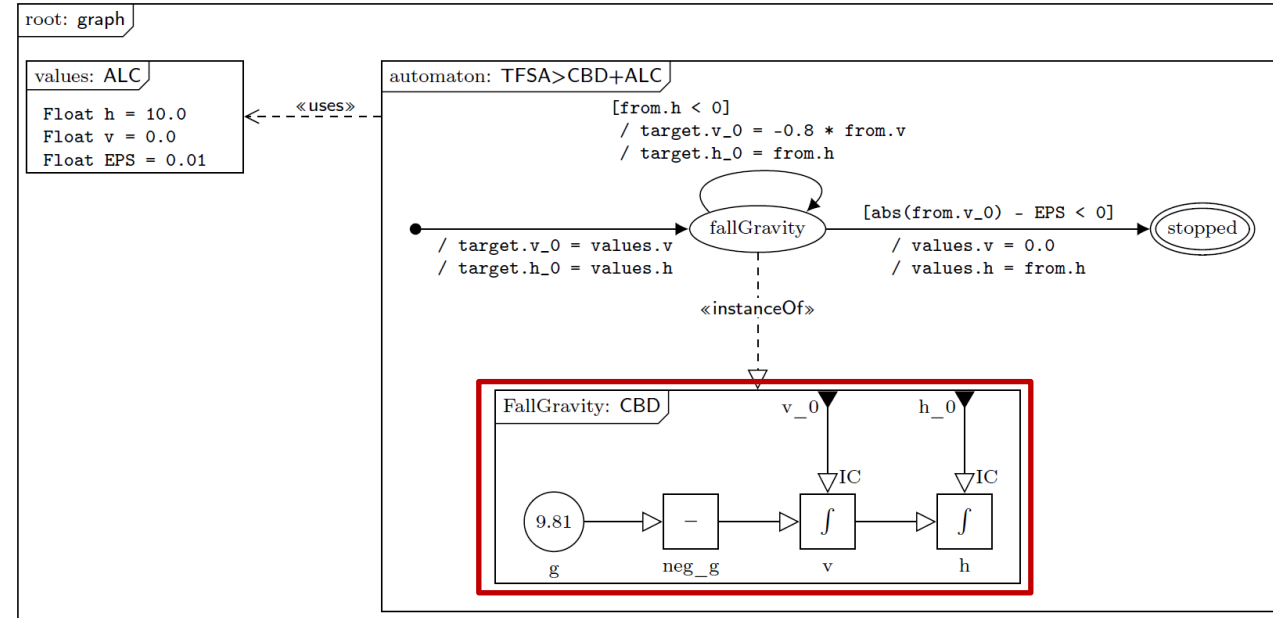 root: graph
values: ALC
Float h = 10.0
Float v = 0.0
Float EPS = 0.01
«uses»
automaton: TFSA>CBD+ALC
[from.h < 0]
/ target.v_0 = -0.8 * from.v
/ target.h_0 = from.h
fallGravity
/ target.v_0 = values.v
/ target.h_0 = values.h
[abs(from.v_0) - EPS < 0]
/ values.v = 0.0
/ values.h = from.h
stopped
«instanceOf»
FallGravity: CBD
v_0
h_0
IC
IC
9.81
−
∫
∫
g
neg_g
v
h